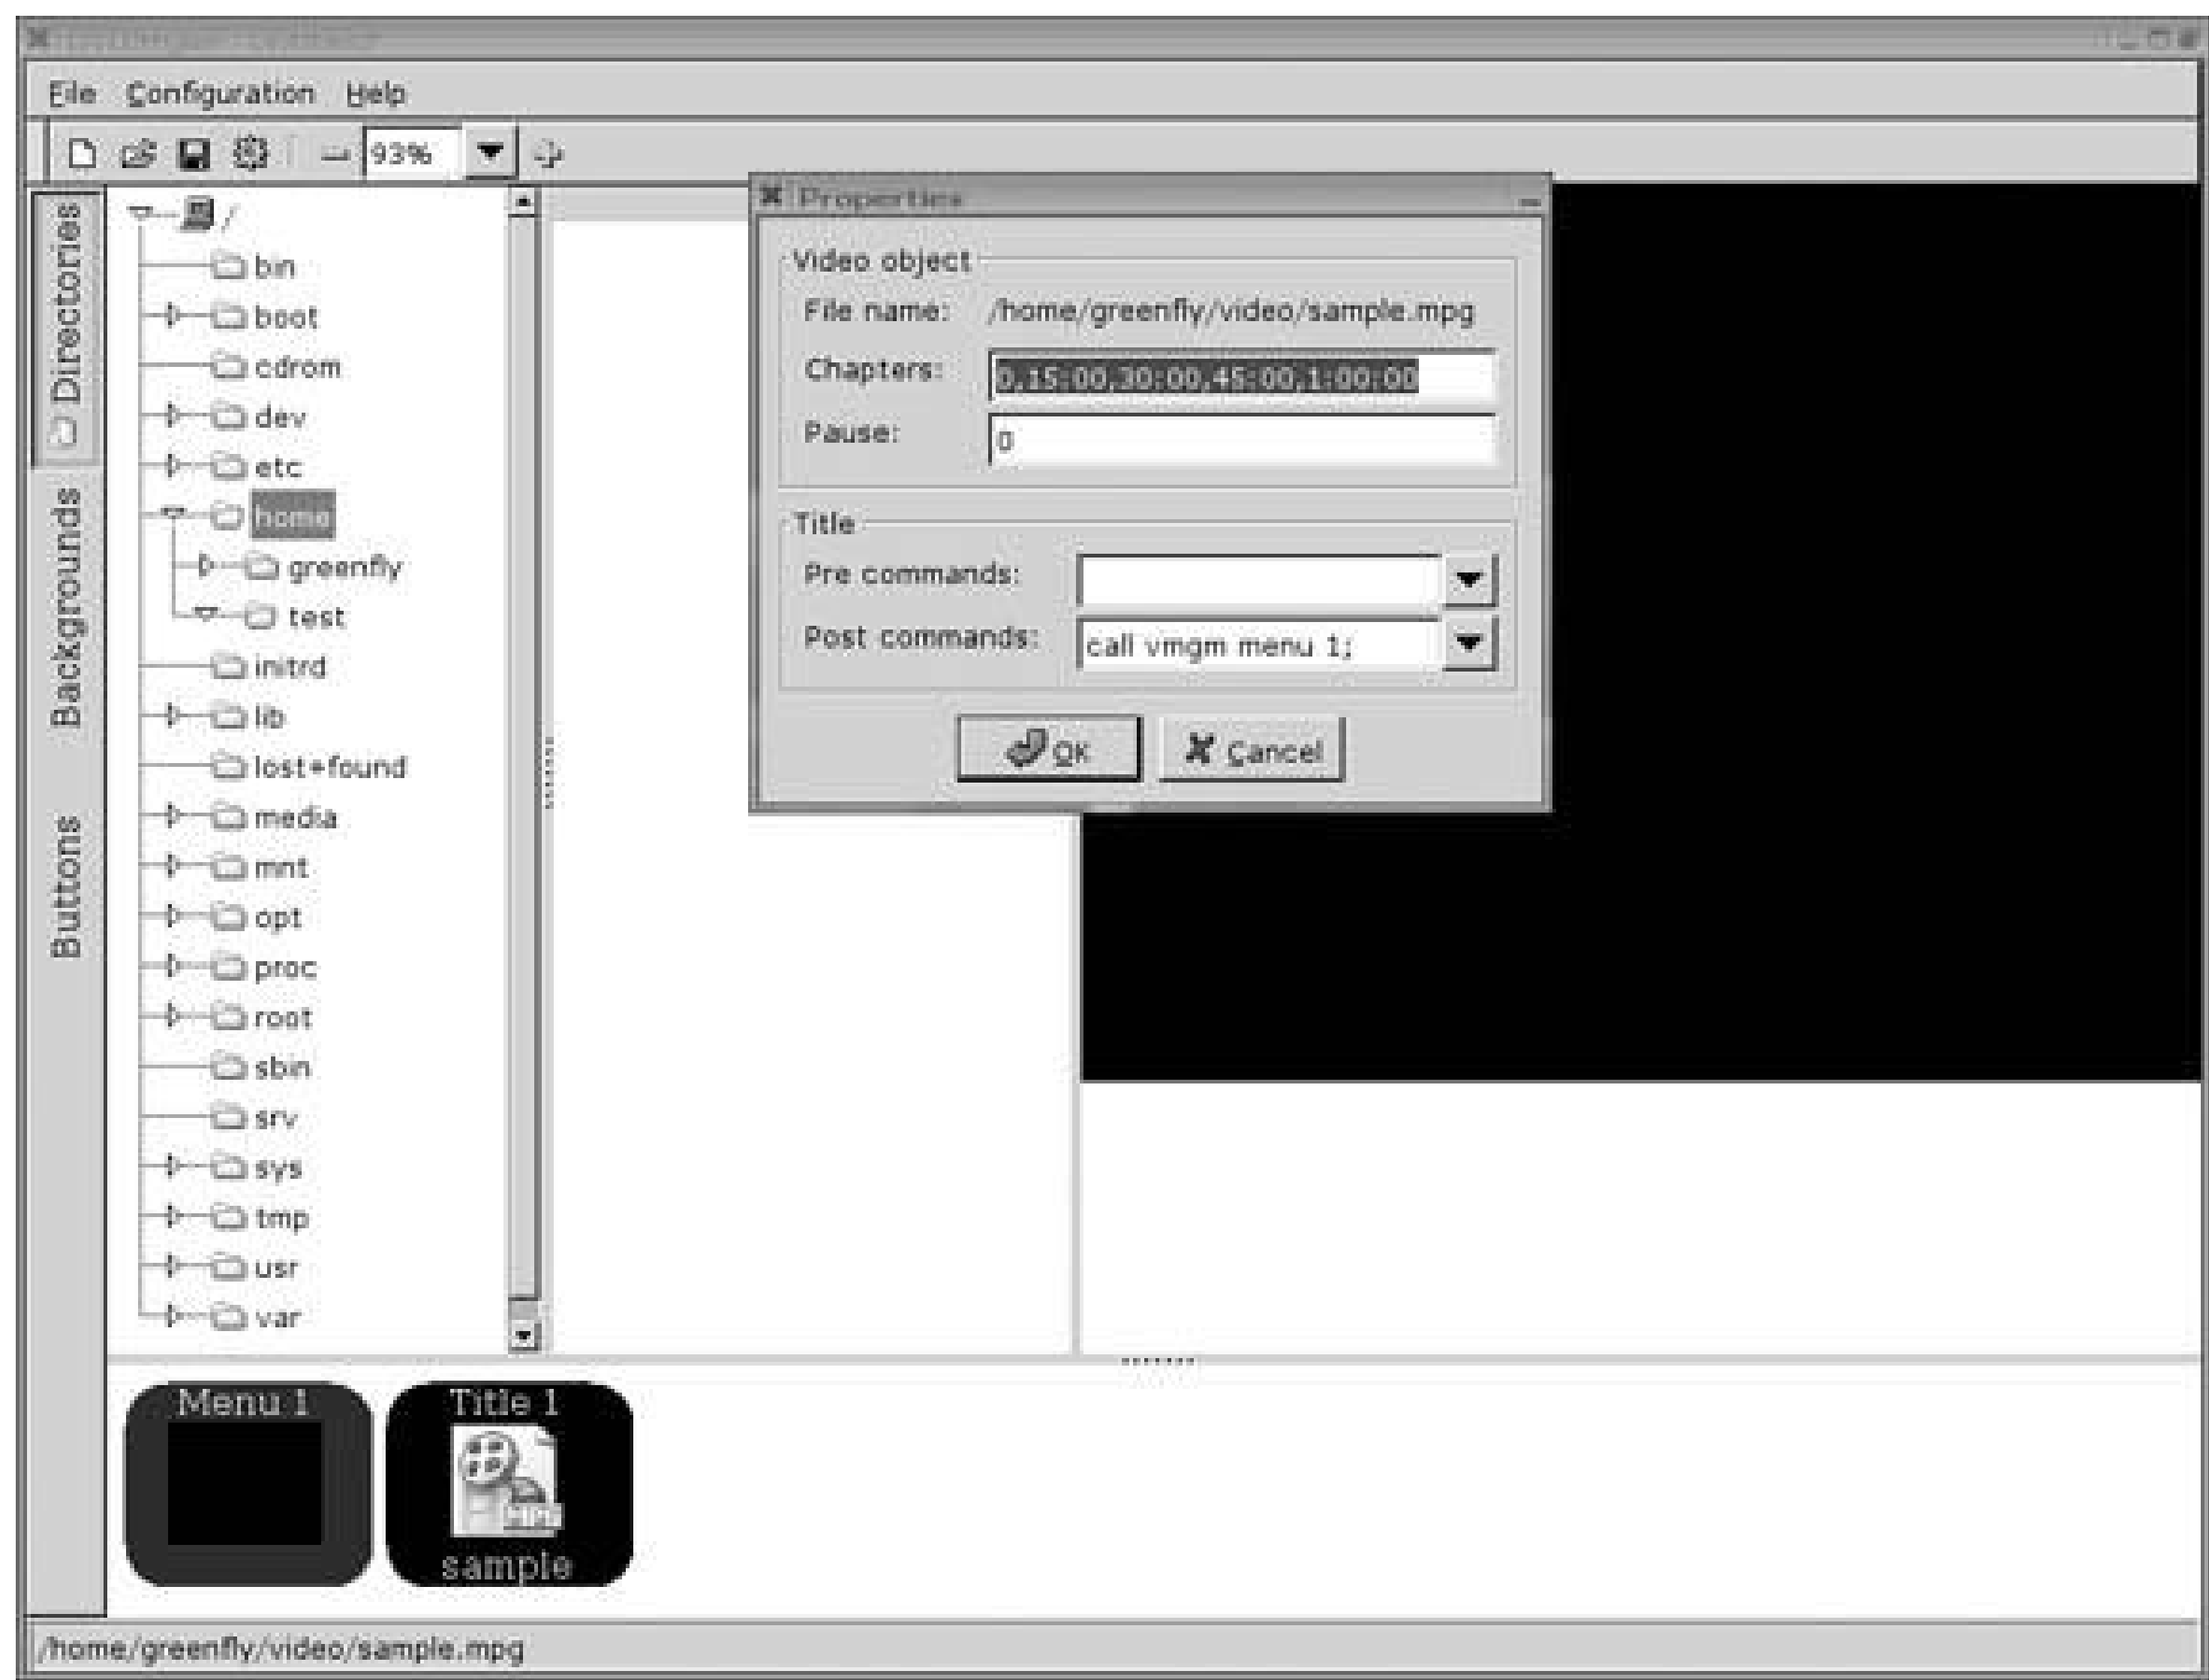 File Configuration Help
93%
Directories
Backgrounds
Buttons
/
bin
boot
cdrom
dev
etc
home
greenfly
test
initrd
lib
lost+found
media
mnt
opt
proc
root
sbin
srv
sys
tmp
usr
var
Properties
Video object
File name: /home/greenfly/video/sample.mpg
Chapters: 0,15:00,30:00,45:00,1:00:00
Pause: 0
Title
Pre commands:
Post commands: call vmgm menu 1;
OK Cancel
Menu 1
Title 1
sample
/home/greenfly/video/sample.mpg